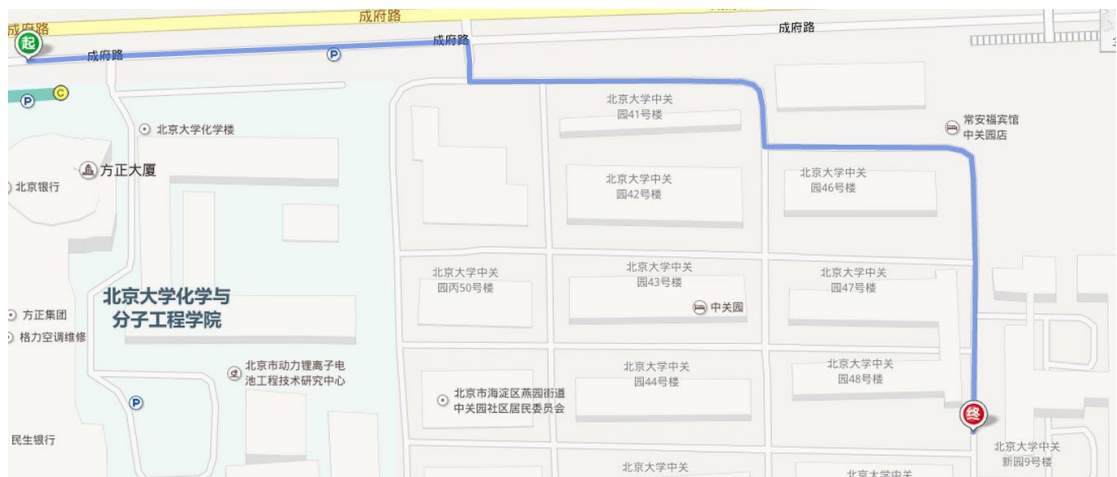 成府路
成府路
成府路
起
成府路
成府路
P
P
C
北京大学化学楼
方正大厦
北京银行
北京大学中关
园41号楼
常安福宾馆
中关园店
北京大学中关
园42号楼
北京大学中关
园46号楼
北京大学中关
园丙50号楼
北京大学中关
园43号楼
中关园
北京大学中关
园47号楼
北京大学化学与
分子工程学院
方正集团
格力空调维修
北京市动力锂离子电
池工程技术研究中心
P
北京市海淀区燕园街道
中关园社区居民委员会
北京大学中关
园44号楼
北京大学中关
园48号楼
终
民生银行
北京大学中关
新园9号楼
北京大学中关
北京大学中关